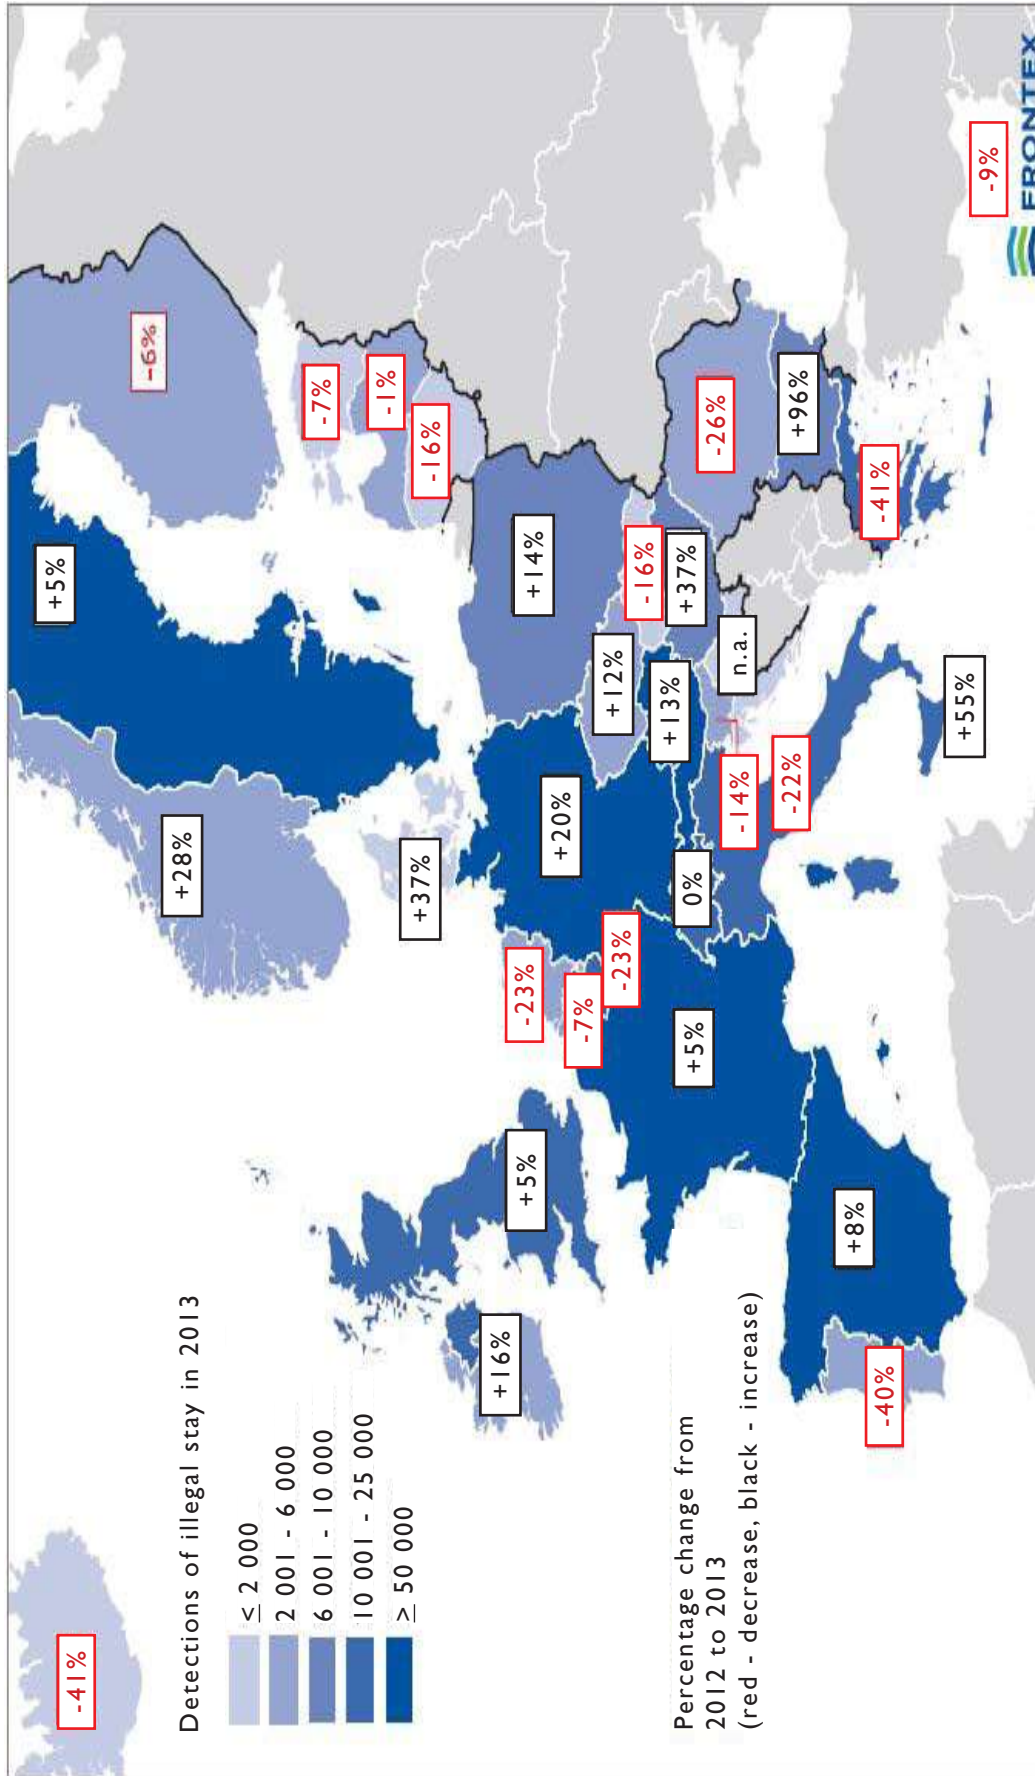 Detections of illegal stay in 2013
≤ 2 000
2 001 - 6 000
6 001 - 10 000
10 001 - 25 000
≥ 50 000
Percentage change from
2012 to 2013
(red - decrease, black - increase)
-41%
+28%
+5%
-6%
-7%
-1%
-16%
+37%
+16%
+5%
-23%
-7%
-23%
+20%
+14%
+12%
-16%
+5%
0%
+13%
+37%
-26%
-14%
n.a.
+96%
-40%
+8%
-22%
-41%
+55%
-9%
FRONTEX